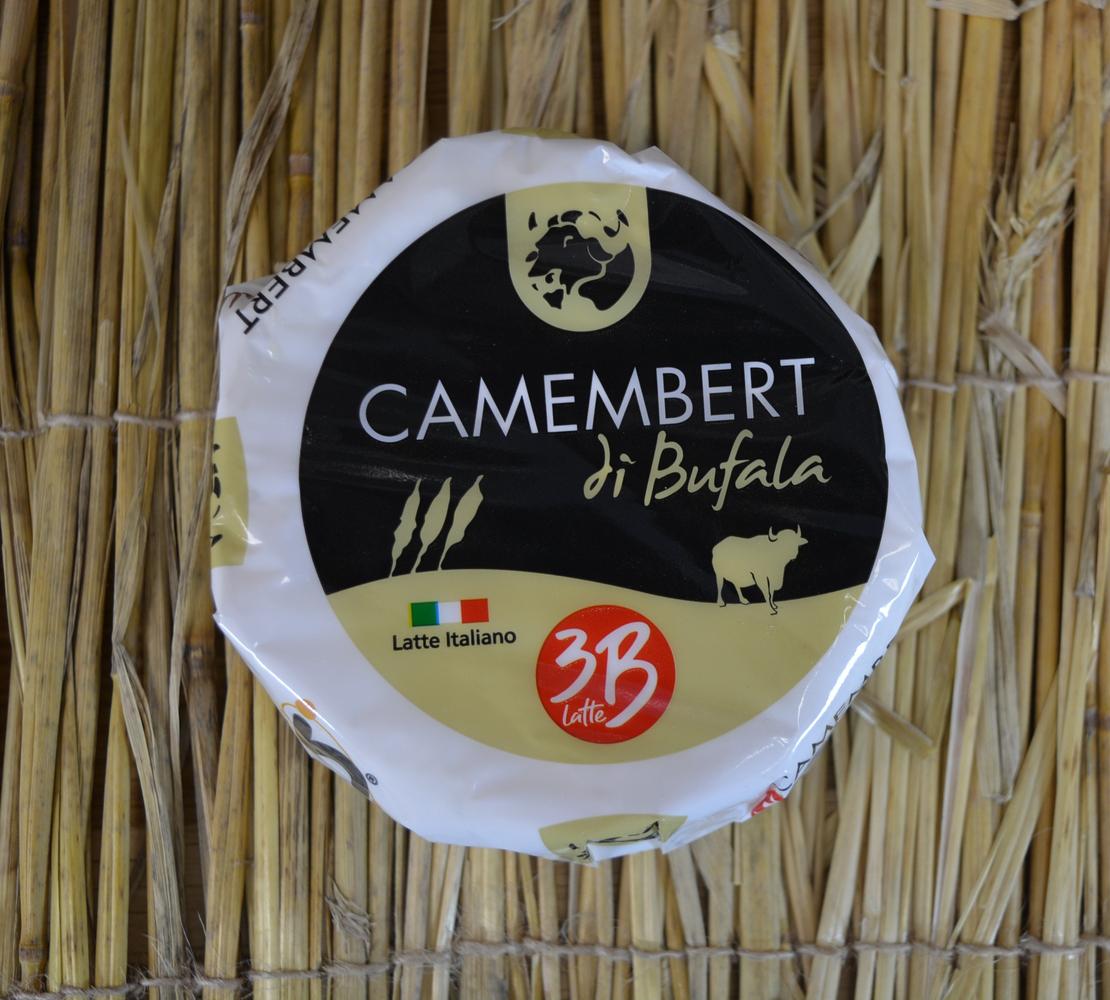 CAMEMBERT
CAMEMBERT
di Bufala
Latte Italiano
3B
latte
®